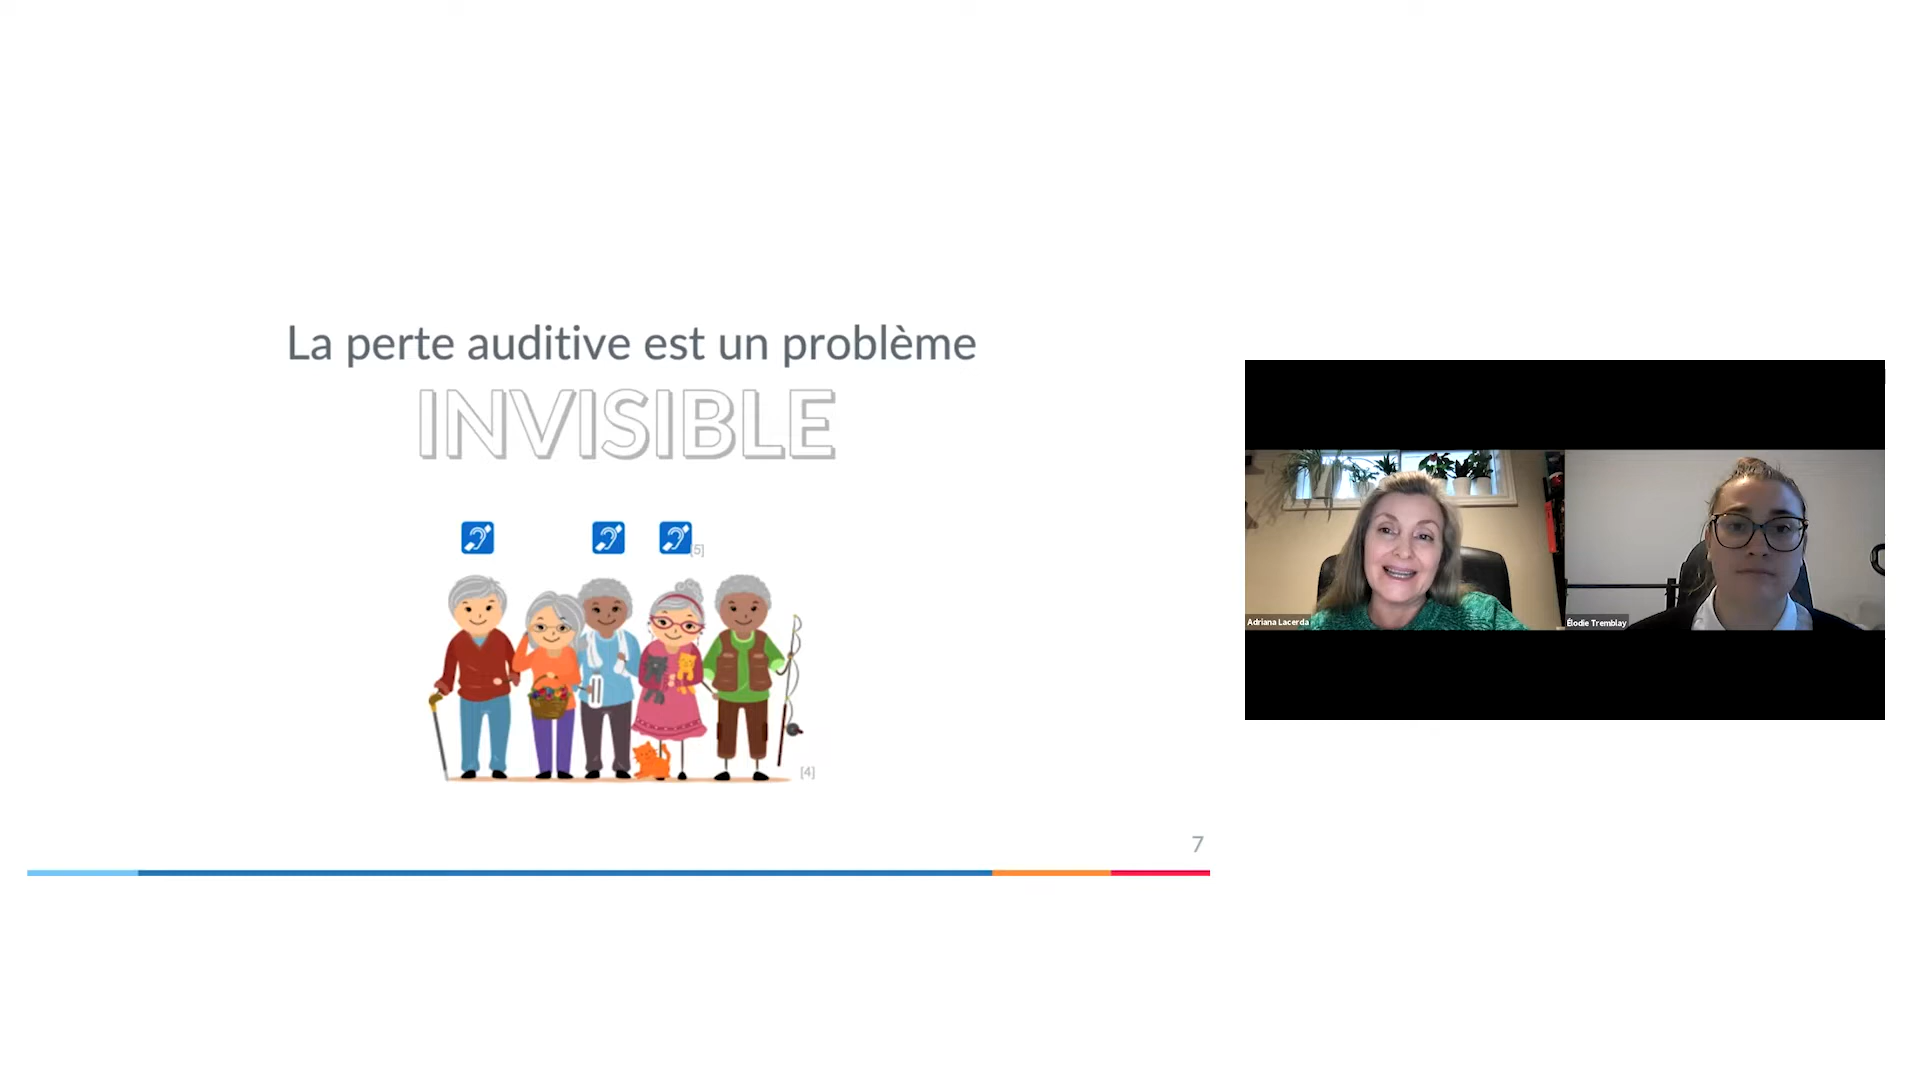 La perte auditive est un problème
INVISIBLE
[5]
[4]
7
Adriana Lacerda
Élodie Tremblay